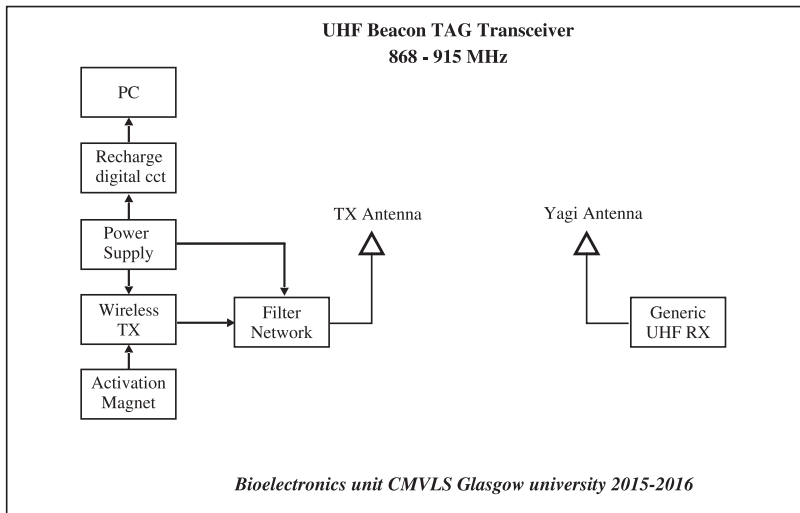 UHF Beacon TAG Transceiver
868 - 915 MHz
PC
Recharge
digital cct
Power
Supply
Wireless
TX
Activation
Magnet
Filter
Network
TX Antenna
Yagi Antenna
Generic
UHF RX
Bioelectronics unit CMVLS Glasgow university 2015-2016